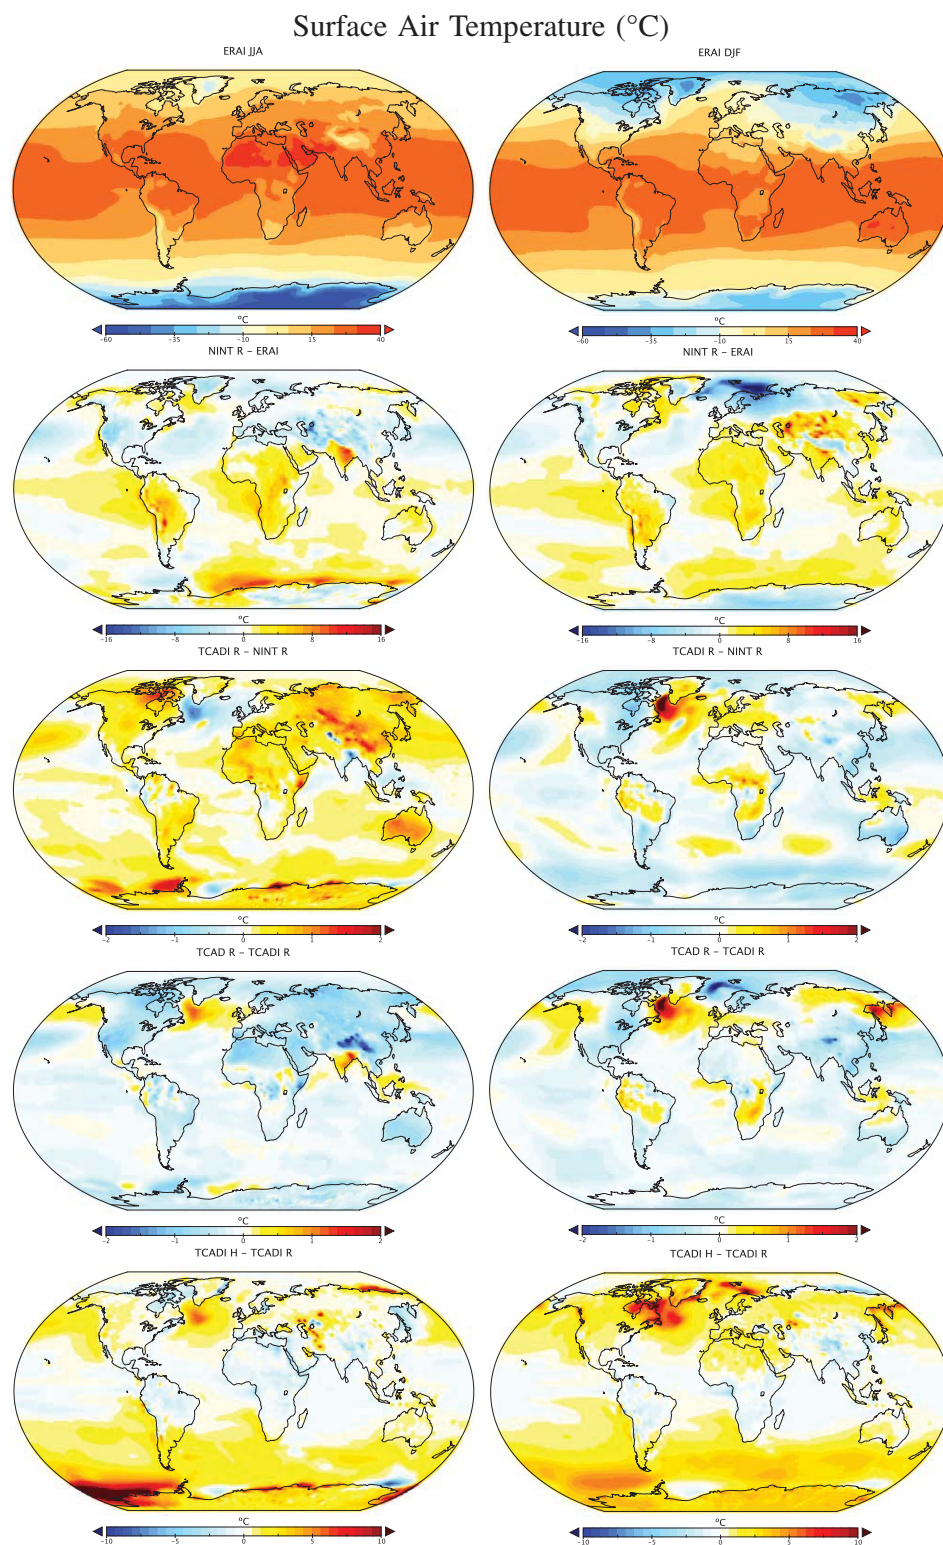 Surface Air Temperature (°C)
ERAI JJA
ERAI DJF
°C
-60 -35 -10 15 40
°C
-60 -35 -10 15 40
NINT R – ERAI
NINT R – ERAI
°C
-16 -8 0 8 16
°C
-16 -8 0 8 16
TCADI R – NINT R
TCADI R – NINT R
°C
-2 -1 0 1 2
°C
-2 -1 0 1 2
TCAD R – TCADI R
TCAD R – TCADI R
°C
-2 -1 0 1 2
°C
-2 -1 0 1 2
TCADI H – TCADI R
TCADI H – TCADI R
°C
-10 -5 0 5 10
°C
-10 -5 0 5 10